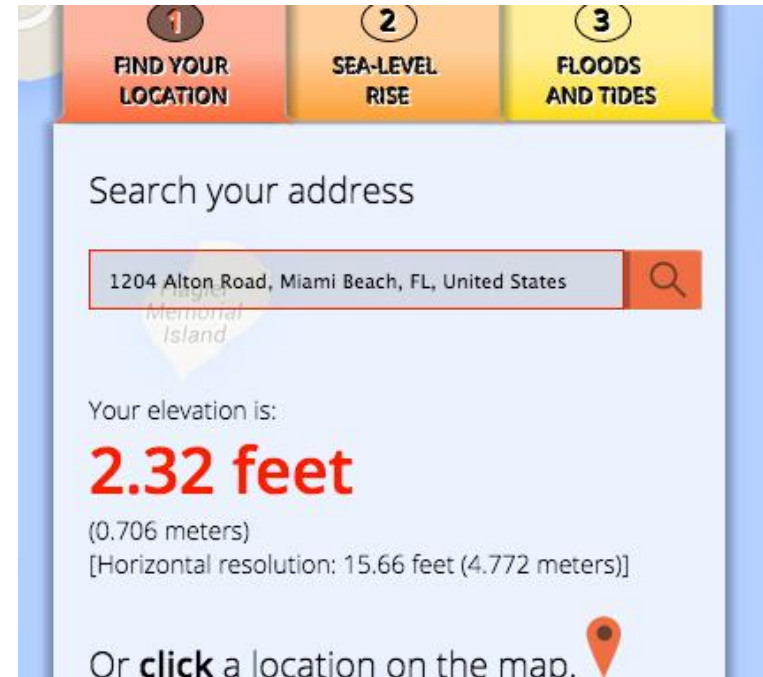 1
FIND YOUR
LOCATION
2
SEA-LEVEL
RISE
3
FLOODS
AND TIDES
Search your address
1204 Alton Road, Miami Beach, FL, United States
Flagler
Memorial
Island
Your elevation is:
2.32 feet
(0.706 meters)
[Horizontal resolution: 15.66 feet (4.772 meters)]
Or click a location on the map.